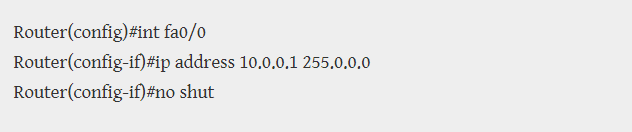 Router(config)#int fa0/0
Router(config-if)#ip address 10.0.0.1 255.0.0.0
Router(config-if)#no shut